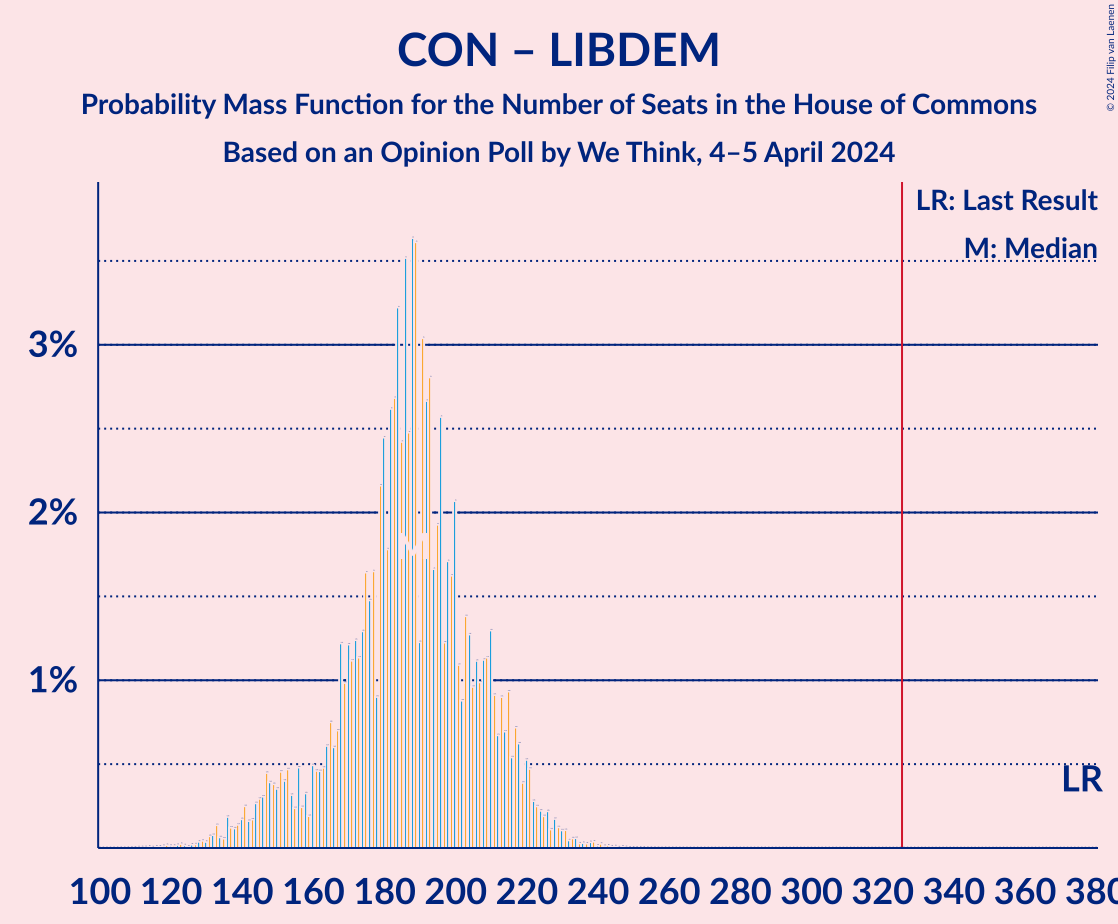 CON – LIBDEM
Probability Mass Function for the Number of Seats in the House of Commons
Based on an Opinion Poll by We Think, 4–5 April 2024
© 2024 Filip van Laenen
LR: Last Result
M: Median
3%
2%
1%
LR
100 120 140 160 180 200 220 240 260 280 300 320 340 360 380